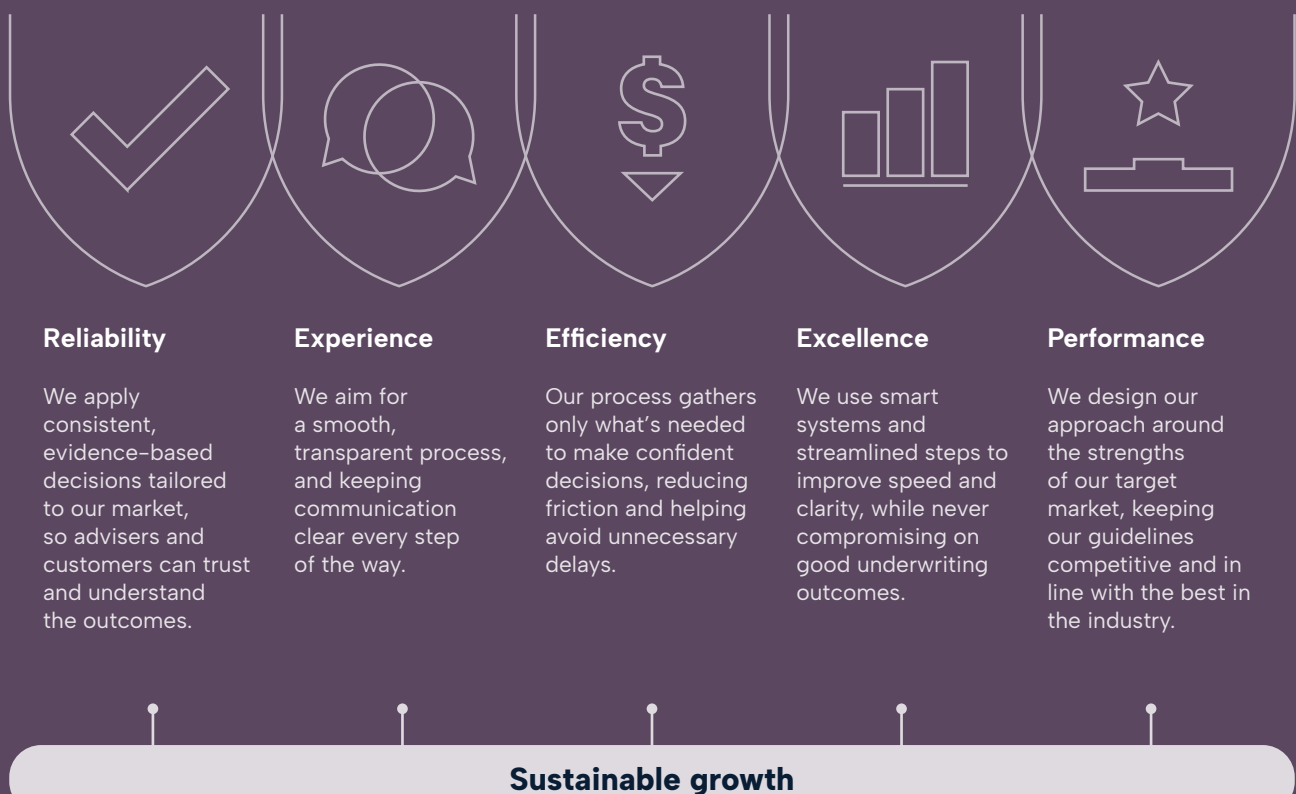 Reliability
We apply
consistent,
evidence-based
decisions tailored
to our market,
so advisers and
customers can trust
and understand
the outcomes.
Experience
We aim for
a smooth,
transparent process,
and keeping
communication
clear every step
of the way.
Efficiency
Our process gathers
only what's needed
to make confident
decisions, reducing
friction and helping
avoid unnecessary
delays.
Excellence
We use smart
systems and
streamlined steps to
improve speed and
clarity, while never
compromising on
good underwriting
outcomes.
Performance
We design our
approach around
the strengths
of our target
market, keeping
our guidelines
competitive and in
line with the best in
the industry.
Sustainable growth